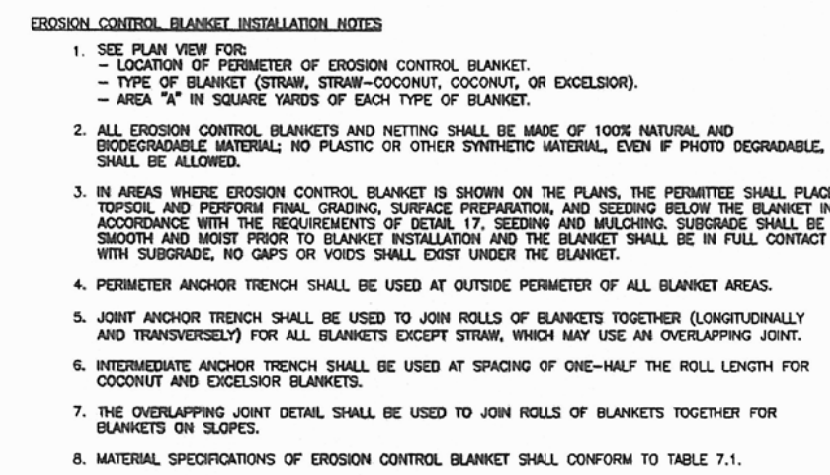 EROSION CONTROL BLANKET INSTALLATION NOTES
1. SEE PLAN VIEW FOR:
– LOCATION OF PERIMETER OF EROSION CONTROL BLANKET.
– TYPE OF BLANKET (STRAW, STRAW-COCONUT, COCONUT, OR EXCELSIOR).
– AREA "A" IN SQUARE YARDS OF EACH TYPE OF BLANKET.
2. ALL EROSION CONTROL BLANKETS AND NETTING SHALL BE MADE OF 100% NATURAL AND
BIODEGRADABLE MATERIAL; NO PLASTIC OR OTHER SYNTHETIC MATERIAL, EVEN IF PHOTO DEGRADABLE,
SHALL BE ALLOWED.
3. IN AREAS WHERE EROSION CONTROL BLANKET IS SHOWN ON THE PLANS, THE PERMITTEE SHALL PLACE
TOPSOIL AND PERFORM FINAL GRADING, SURFACE PREPARATION, AND SEEDING BELOW THE BLANKET IN
ACCORDANCE WITH THE REQUIREMENTS OF DETAIL 17, SEEDING AND MULCHING. SUBGRADE SHALL BE
SMOOTH AND MOIST PRIOR TO BLANKET INSTALLATION AND THE BLANKET SHALL BE IN FULL CONTACT
WITH SUBGRADE, NO GAPS OR VOIDS SHALL EXIST UNDER THE BLANKET.
4. PERIMETER ANCHOR TRENCH SHALL BE USED AT OUTSIDE PERIMETER OF ALL BLANKET AREAS.
5. JOINT ANCHOR TRENCH SHALL BE USED TO JOIN ROLLS OF BLANKETS TOGETHER (LONGITUDINALLY
AND TRANSVERSELY) FOR ALL BLANKETS EXCEPT STRAW, WHICH MAY USE AN OVERLAPPING JOINT.
6. INTERMEDIATE ANCHOR TRENCH SHALL BE USED AT SPACING OF ONE-HALF THE ROLL LENGTH FOR
COCONUT AND EXCELSIOR BLANKETS.
7. THE OVERLAPPING JOINT DETAIL SHALL BE USED TO JOIN ROLLS OF BLANKETS TOGETHER FOR
BLANKETS ON SLOPES.
8. MATERIAL SPECIFICATIONS OF EROSION CONTROL BLANKET SHALL CONFORM TO TABLE 7.1.